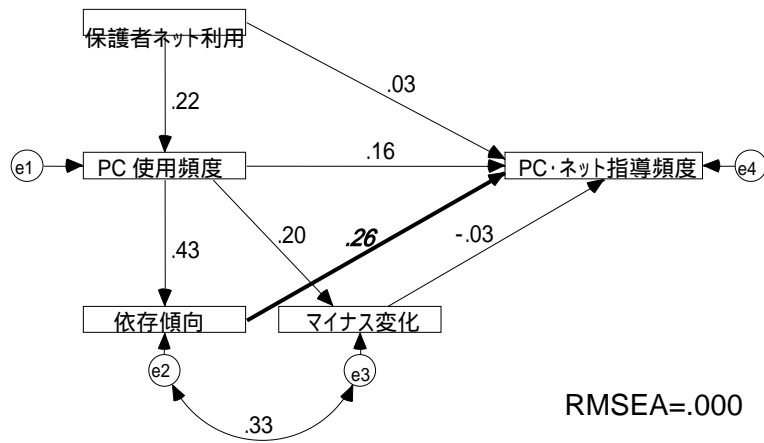 保護者ネット利用
.03
.22
e1
PC 使用頻度
.16
PC・ネット指導頻度
e4
.43
.20
.26
-.03
依存傾向
マイナス変化
e2
e3
.33
RMSEA=.000